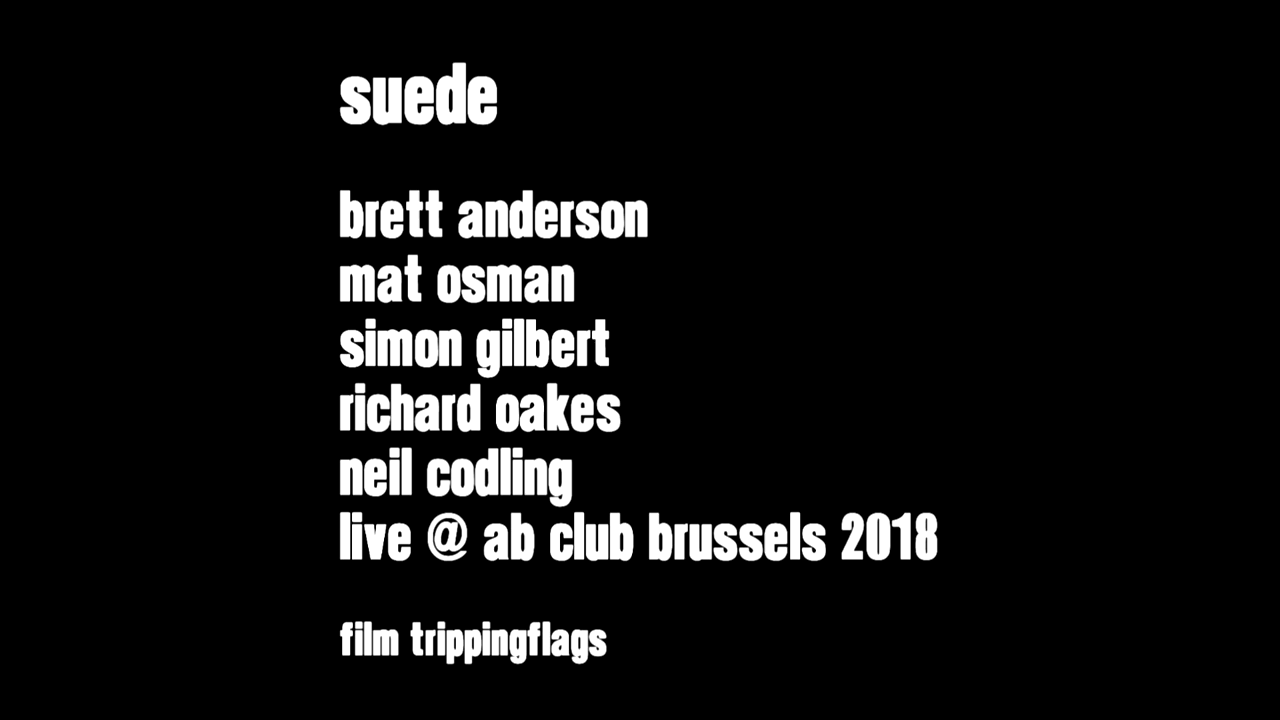 suede
brett anderson
mat osman
simon gilbert
richard oakes
neil codling
live @ ab club brussels 2018
film trippingflags